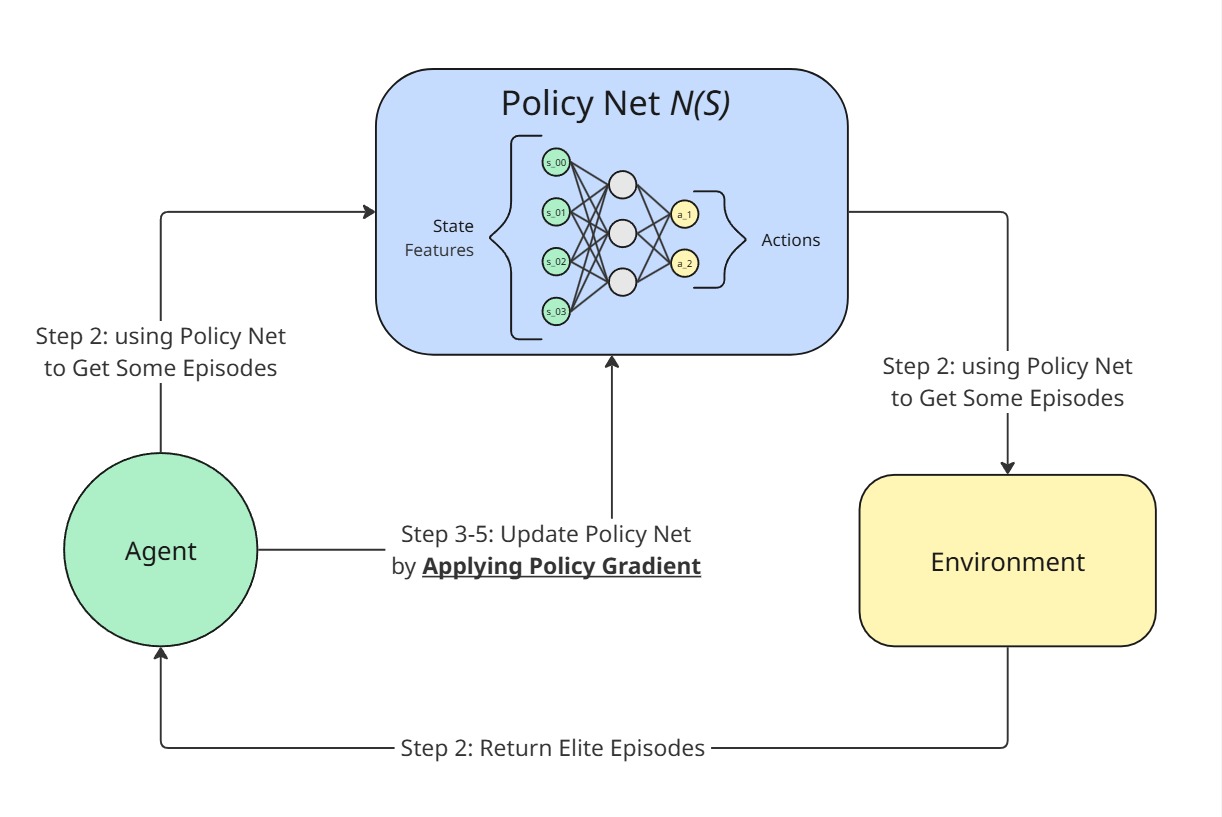 Policy Net N(S)
s_00
s_01
s_02
s_03
State
Features
a_1
a_2
Actions
Step 2: using Policy Net
to Get Some Episodes
Step 2: using Policy Net
to Get Some Episodes
Agent
Step 3-5: Update Policy Net
by Applying Policy Gradient
Environment
Step 2: Return Elite Episodes